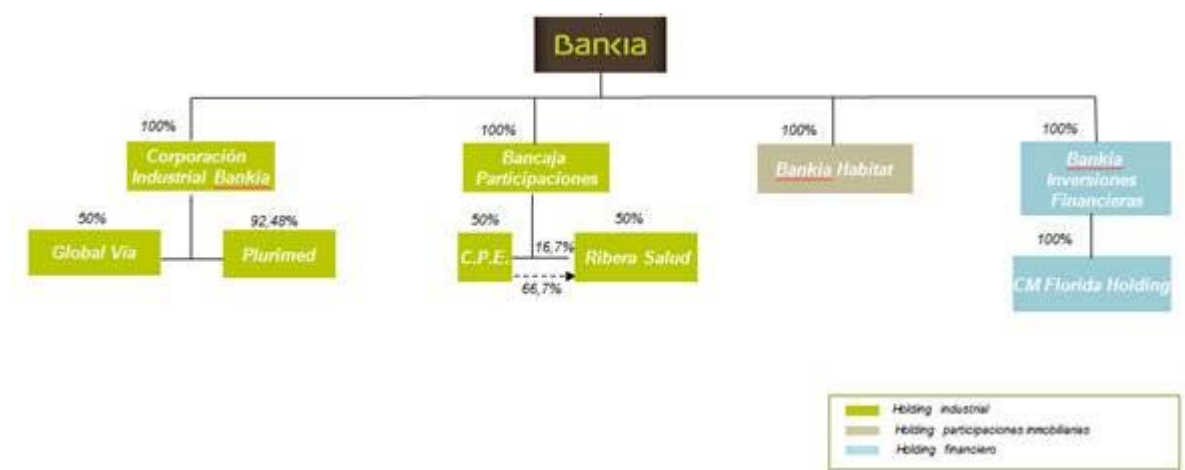 Bankia
100%
100%
100%
100%
Corporación
Industrial Bankia
Bancaja
Participaciones
Bankia Habitat
Bankia
Inversiones
Financieras
50%
92,48%
50%
50%
100%
Global Via
Plurimed
C.P.E.
16,7%
Ribera Salud
66,7%
CM Florida Holding
Holding industrial
Holding participaciones inmobiliarias
Holding financiero